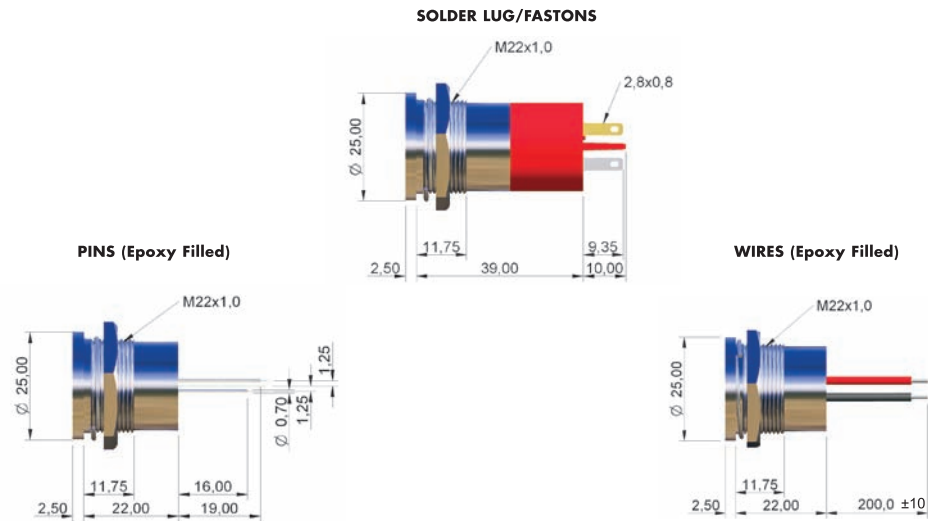 SOLDER LUG/FASTONS
M22x1,0
2,8x0,8
Ø 25,00
11,75
9,35
2,50
39,00
10,00
PINS (Epoxy Filled)
M22x1,0
Ø 25,00
1,25
Ø 0,70
1,25
11,75
16,00
2,50
22,00
19,00
WIRES (Epoxy Filled)
M22x1,0
Ø 25,00
11,75
2,50
22,00
200,0 ±10